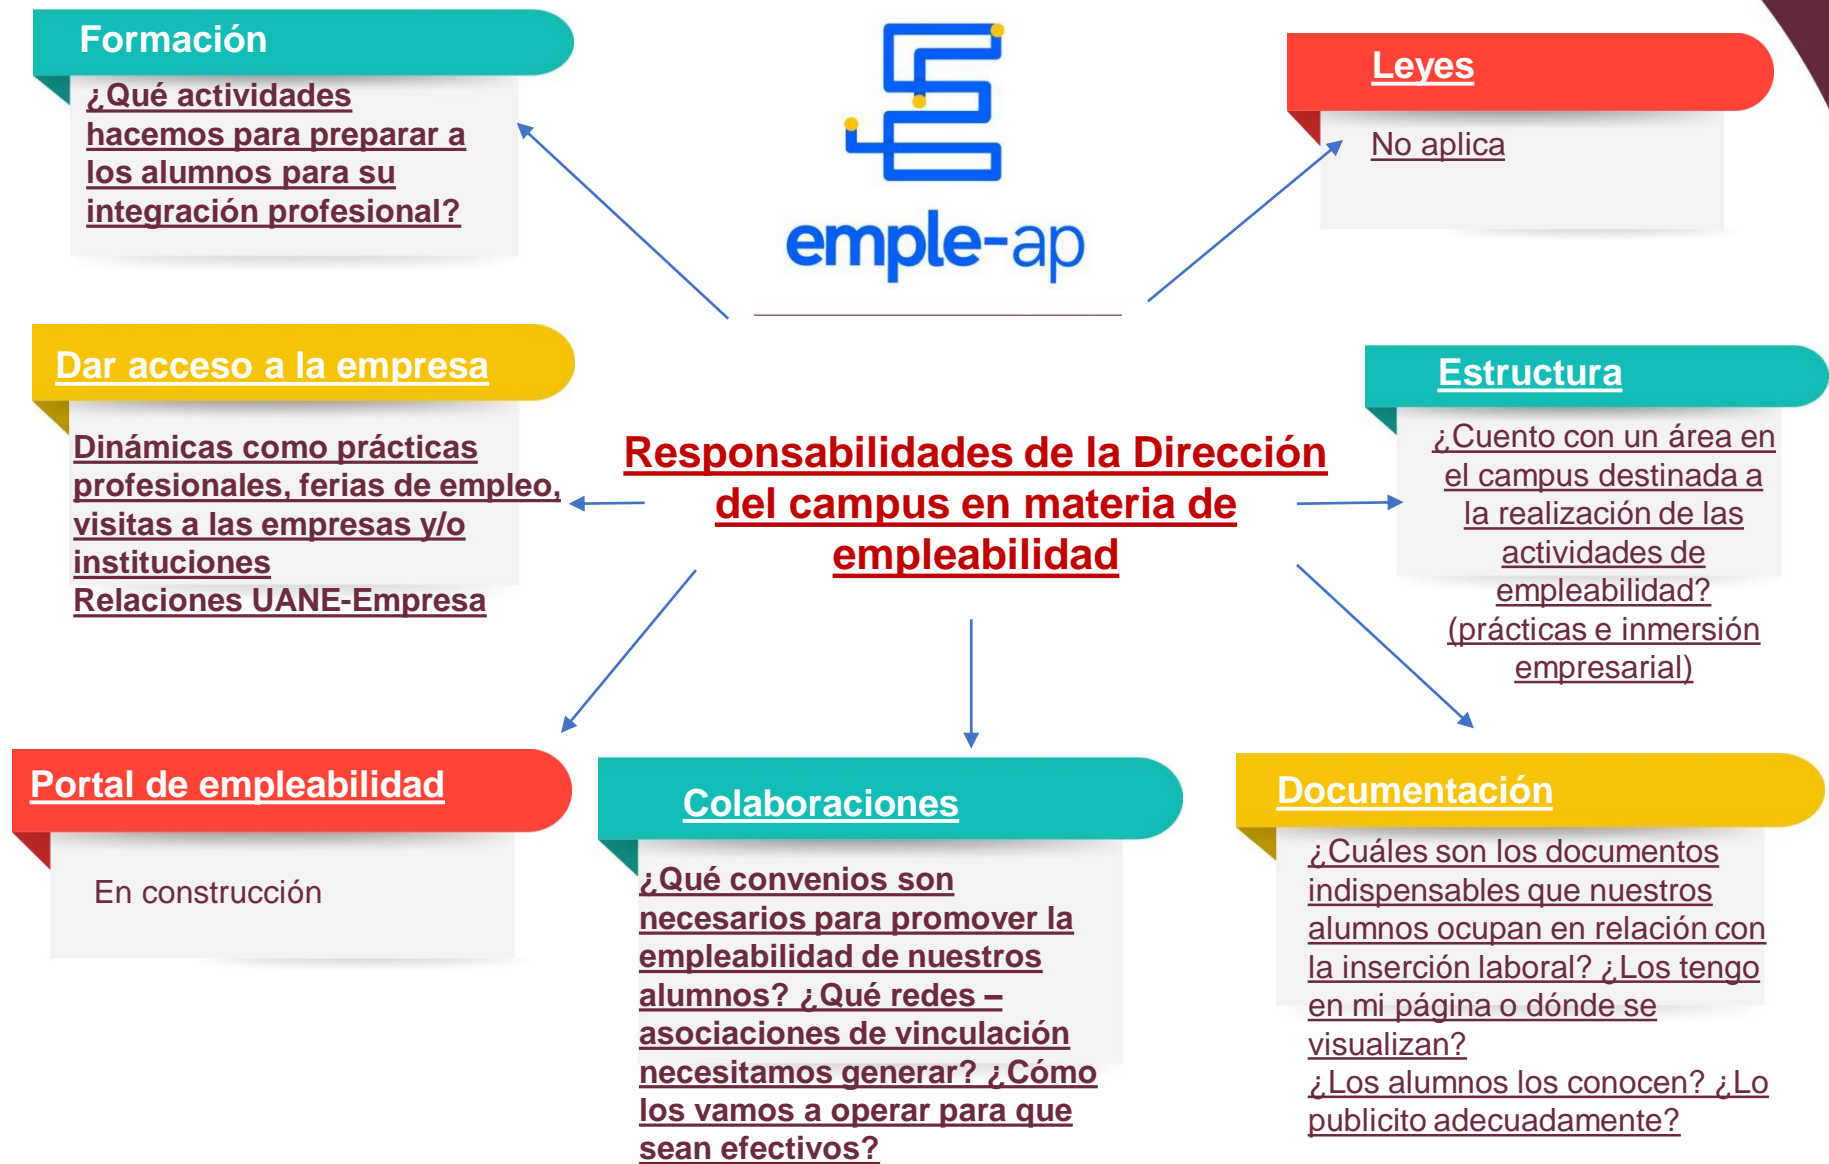 Formación
¿Qué actividades
hacemos para preparar a
los alumnos para su
integración profesional?
emple-ap
Leyes
No aplica
Dar acceso a la empresa
Dinámicas como prácticas
profesionales, ferias de empleo,
visitas a las empresas y/o
instituciones
Relaciones UANE-Empresa
Responsabilidades de la Dirección
del campus en materia de
empleabilidad
Estructura
¿Cuento con un área en
el campus destinada a
la realización de las
actividades de
empleabilidad?
(prácticas e inmersión
empresarial)
Portal de empleabilidad
En construcción
Colaboraciones
¿Qué convenios son
necesarios para promover la
empleabilidad de nuestros
alumnos? ¿Qué redes –
asociaciones de vinculación
necesitamos generar? ¿Cómo
los vamos a operar para que
sean efectivos?
Documentación
¿Cuáles son los documentos
indispensables que nuestros
alumnos ocupan en relación con
la inserción laboral? ¿Los tengo
en mi página o dónde se
visualizan?
¿Los alumnos los conocen? ¿Lo
publicito adecuadamente?